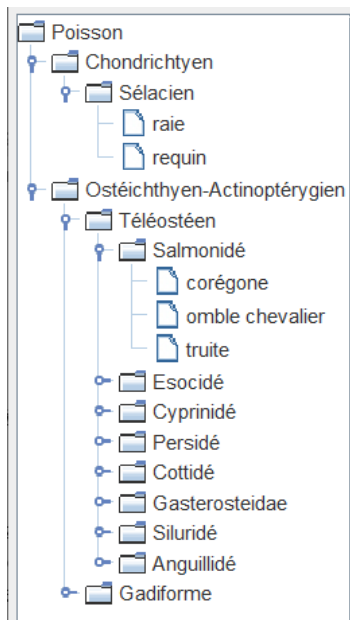 Poisson
Chondrichtyen
Sélacien
raie
requin
Ostéichthyen-Actinoptérygien
Téléostéen
Salmonidé
corégone
omble chevalier
truite
Esocidé
Cyprinidé
Persidé
Cottidé
Gasterosteidae
Siluridé
Anguillidé
Gadiforme